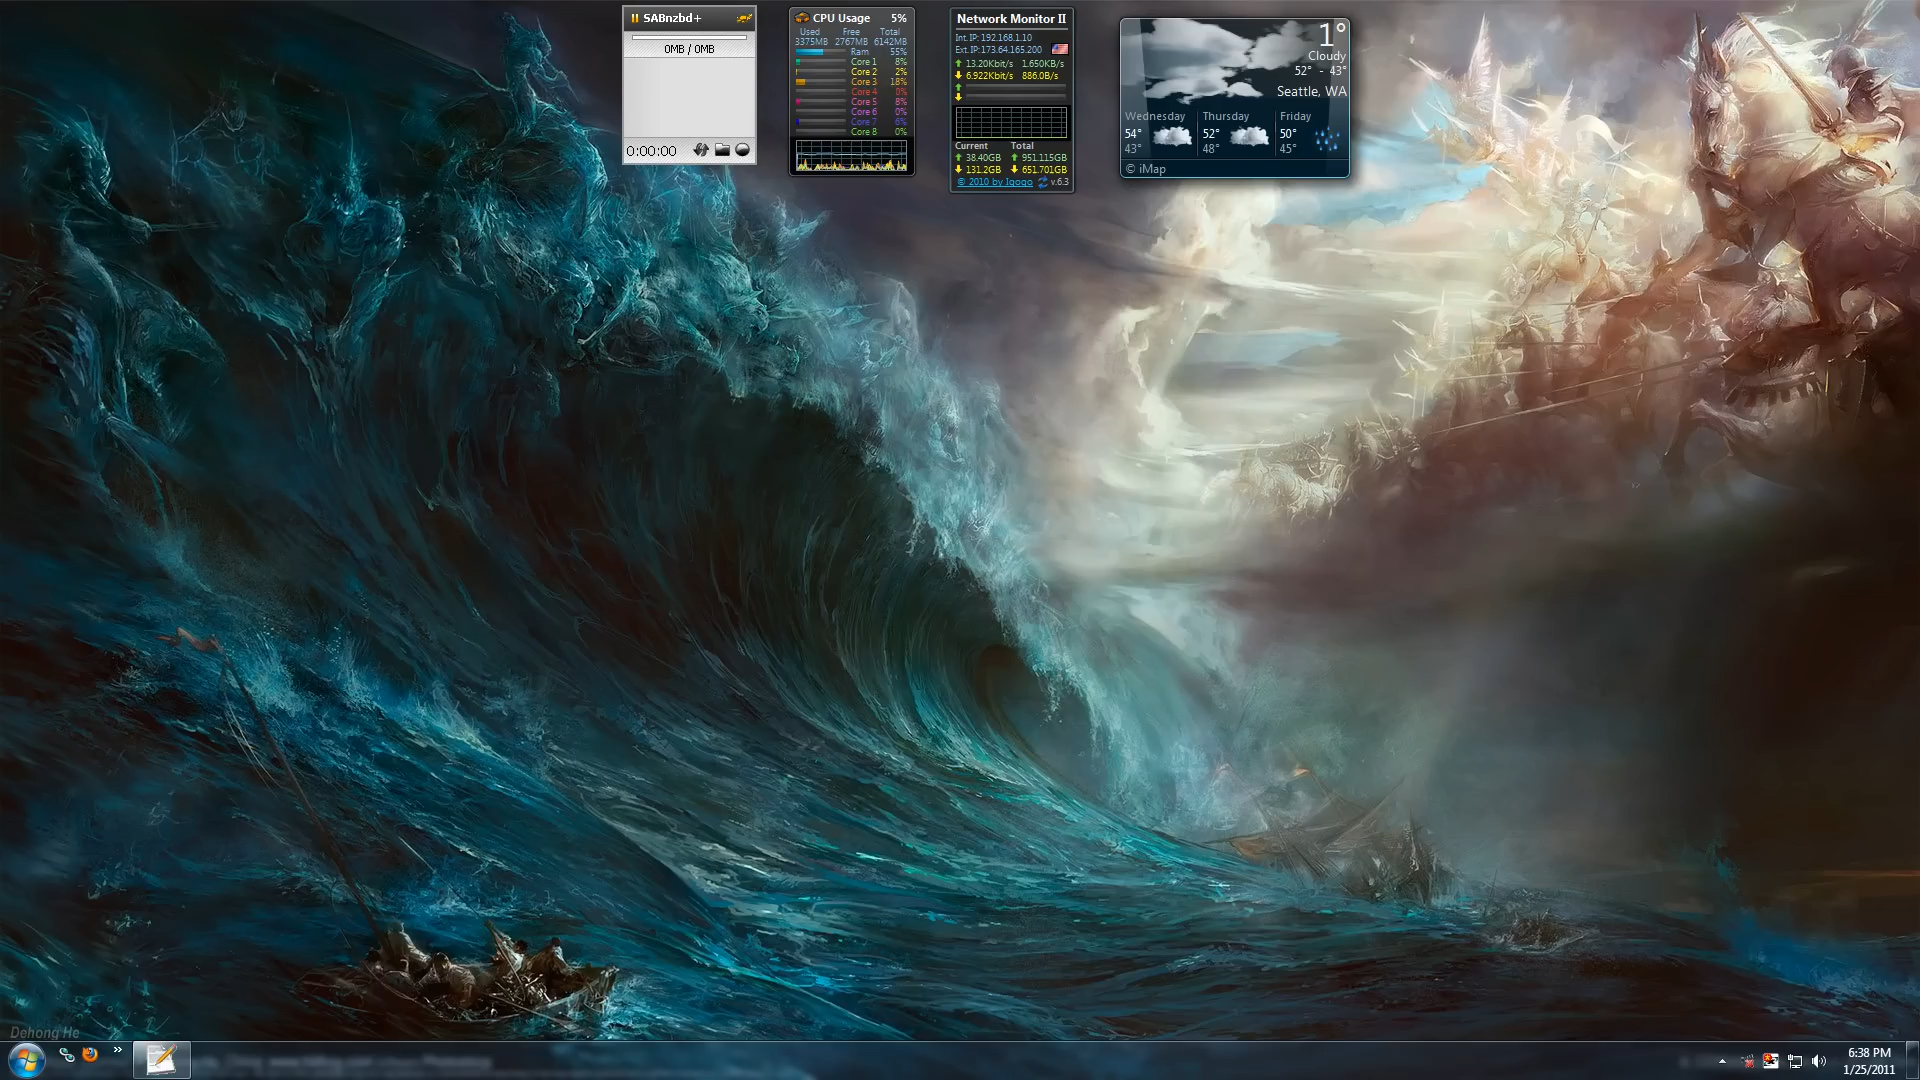 SABnzbd+
0MB / 0MB
0:00:00
CPU Usage 5%
Used Free Total
3375MB 2767MB 6142MB
Ram 55%
Core 1 8%
Core 2 2%
Core 3 18%
Core 4 0%
Core 5 8%
Core 6 0%
Core 7 6%
Core 8 0%
Network Monitor II
Int. IP: 192.168.1.10
Ext. IP:173.64.165.200
13.20Kbit/s 1.650KB/s
6.922Kbit/s 886.0B/s
Current Total
38.40GB 951.115GB
131.2GB 651.701GB
© 2010 by Igogo v.6.3
1°
Cloudy
52° - 43°
Seattle, WA
Wednesday Thursday Friday
54° 52° 50°
43° 48° 45°
© iMap
Dehong He
6:38 PM
1/25/2011